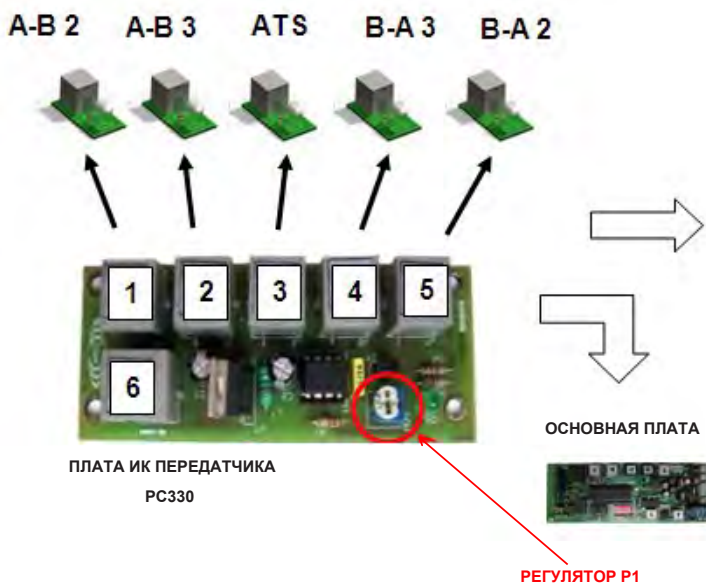 A-B 2 A-B 3 ATS B-A 3 B-A 2
1 2 3 4 5
6
ОСНОВНАЯ ПЛАТА
ПЛАТА ИК ПЕРЕДАТЧИКА
PC330
РЕГУЛЯТОР P1